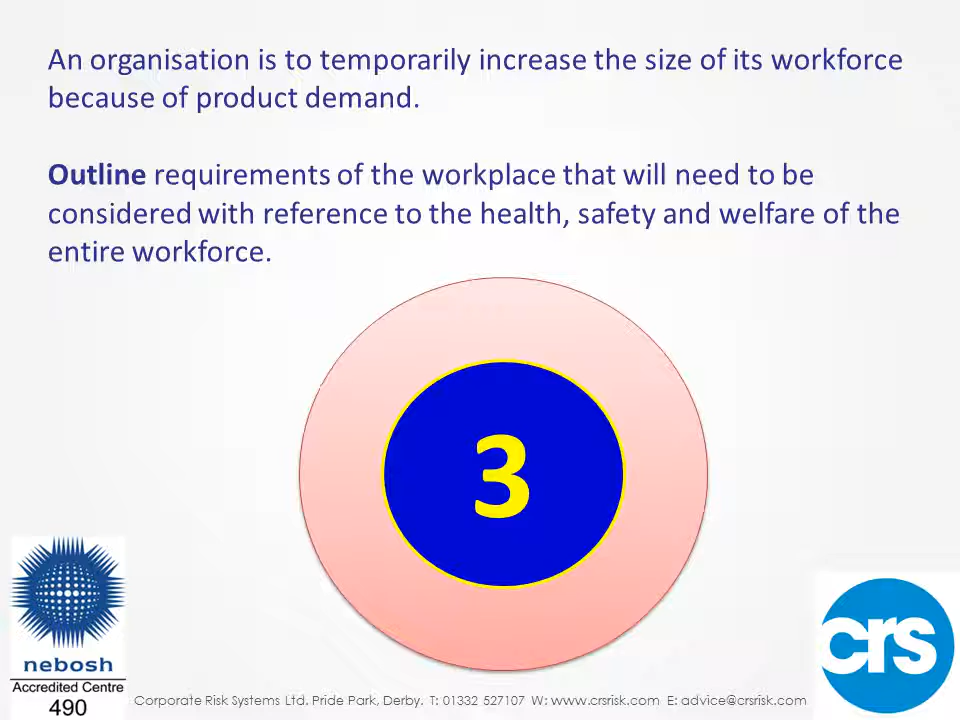 An organisation is to temporarily increase the size of its workforce
because of product demand.
Outline requirements of the workplace that will need to be
considered with reference to the health, safety and welfare of the
entire workforce.
3
nebosh
Accredited Centre
490
Corporate Risk Systems Ltd. Pride Park, Derby. T: 01332 527107 W: www.crsrisk.com E: advice@crsrisk.com
crs